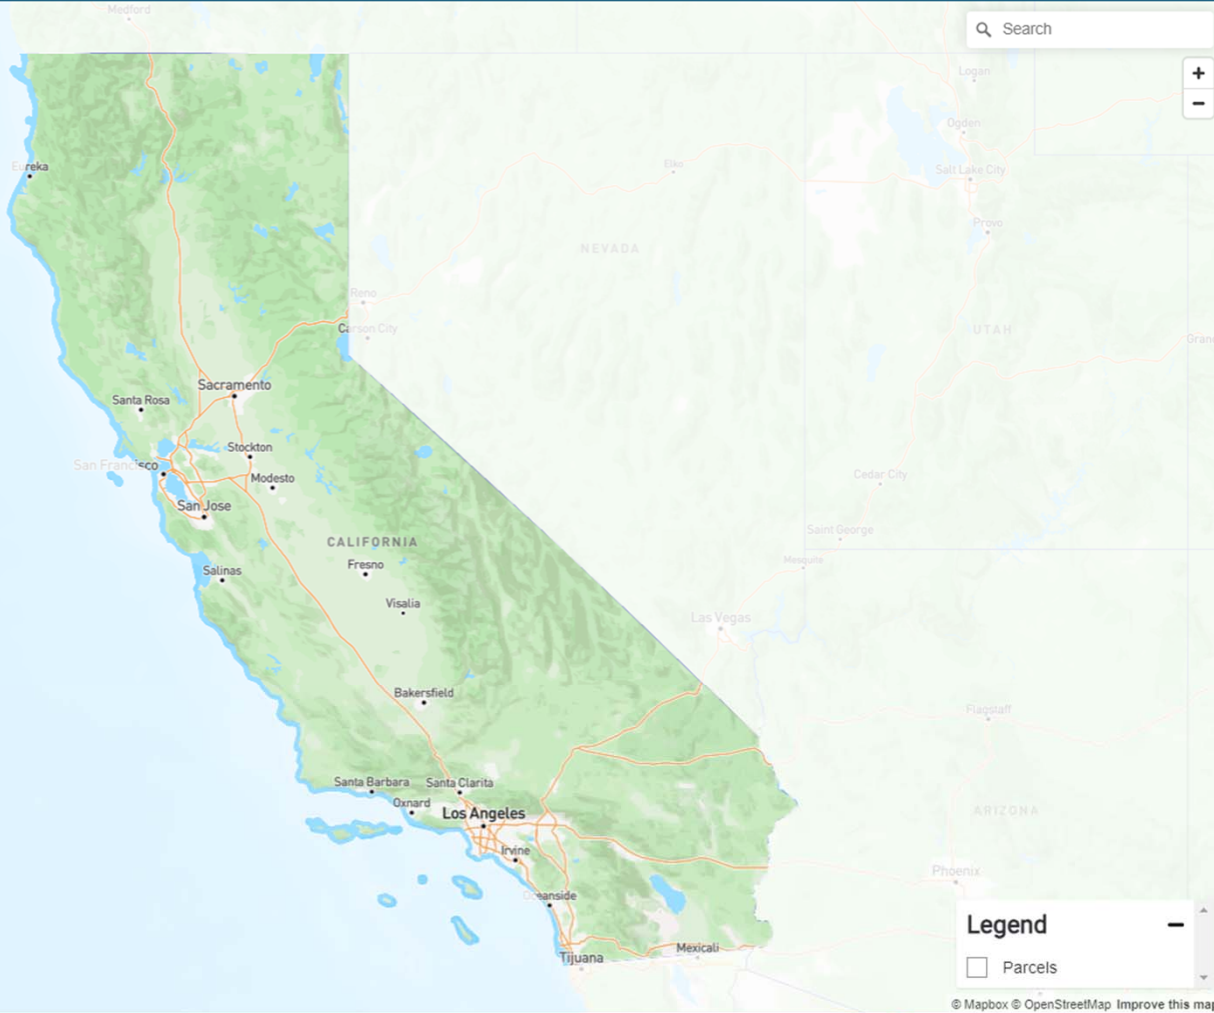 Medford
Search
Logan
+
−
Ogden
Eureka
Elko
Salt Lake City
Provo
NEVADA
Reno
Carson City
UTAH
Gran
Sacramento
Santa Rosa
Stockton
San Francisco
Modesto
Cedar City
San Jose
Saint George
CALIFORNIA
Fresno
Mesquite
Salinas
Visalia
Las Vegas
Bakersfield
Flagstaff
Santa Barbara
Santa Clarita
Oxnard
Los Angeles
ARIZONA
Irvine
Phoenix
Oceanside
Legend
−
Mexicali
Tijuana
Parcels
© Mapbox © OpenStreetMap Improve this map